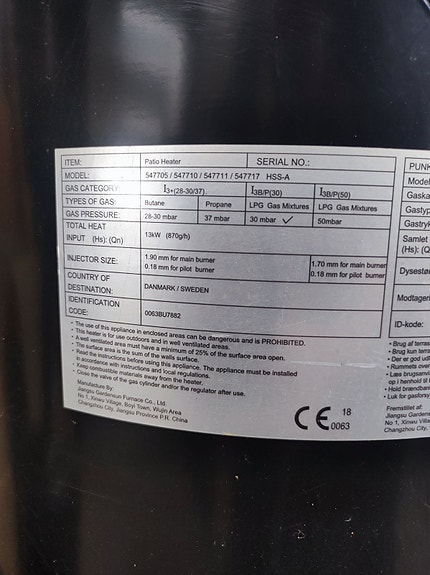 ITEM: Patio Heater SERIAL NO.:
MODEL: 547705 / 547710 / 547711 / 547717 HSS-A
GAS CATEGORY: I3+(28-30/37) I3B/P(30) I3B/P(50)
TYPES OF GAS: Butane Propane LPG Gas Mixtures LPG Gas Mixtures
GAS PRESSURE: 28-30 mbar 37 mbar 30 mbar ✓ 50mbar
TOTAL HEAT
INPUT (Hs): (Qn) 13kW (870g/h)
INJECTOR SIZE: 1.90 mm for main burner 1.70 mm for main burner
0.18 mm for pilot burner 0.18 mm for pilot burner
COUNTRY OF
DESTINATION: DANMARK / SWEDEN
IDENTIFICATION
CODE: 0063BU7882
• The use of this appliance in enclosed areas can be dangerous and is PROHIBITED.
• This heater is for use outdoors and in well ventilated areas.
• A well ventilated area must have a minimum of 25% of the surface area open.
• The surface area is the sum of the walls surface.
• Read the instructions before using this appliance. The appliance must be installed
in accordance with instructions and local regulations.
• Keep combustible materials away from the heater.
• Close the valve of the gas cylinder and/or the regulator after use.
Manufacture By:
Jiangsu Gardensun Furnace Co., Ltd.
No 1, Xinwu Village, Boyi Town, Wujin Area
Changzhou City, Jiangsu Province P.R. China
CE 18
0063
PUNK
Model
Gaska
Gastyp
Gastryk
Samlet
(Hs): (Q
Dysestør
Modtagerl
ID-kode:
• Brug af terras
• Brug kun terra
• Rummets over
• Der er god udl
• Læs brugsanvi
op i henold til
• Hold brændbare
• Luk for gasforsy
Fremstillet af:
Jiangsu Gardens
No 1, Xinwu Villa
Changzhou City,